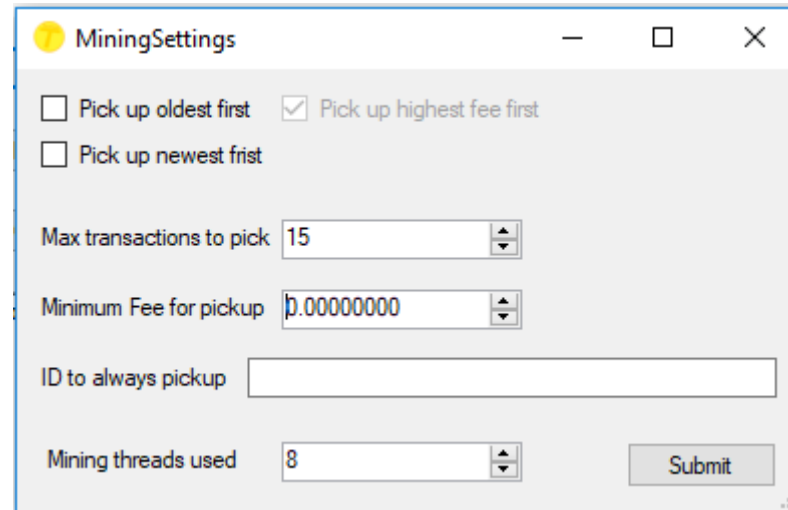 MiningSettings
Pick up oldest first Pick up highest fee first
Pick up newest frist
Max transactions to pick 15
Minimum Fee for pickup 0.00000000
ID to always pickup
Mining threads used 8 Submit